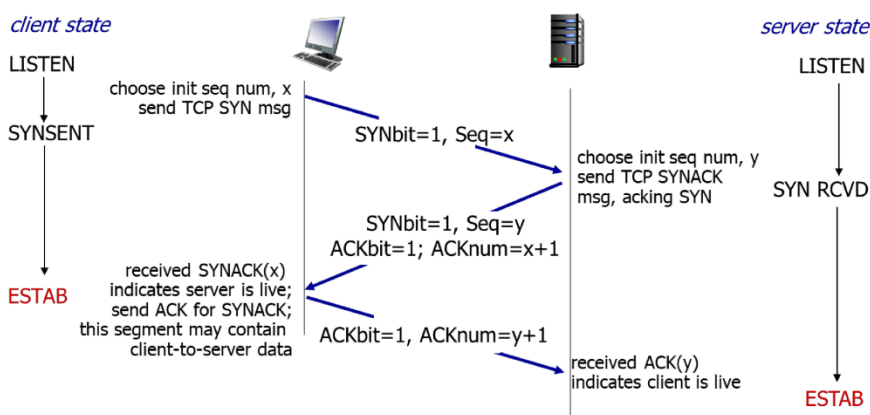 client state
server state
LISTEN
LISTEN
choose init seq num, x
send TCP SYN msg
SYNSENT
SYNbit=1, Seq=x
choose init seq num, y
send TCP SYNACK
msg, acking SYN
SYN RCVD
SYNbit=1, Seq=y
ACKbit=1; ACKnum=x+1
received SYNACK(x)
indicates server is live;
send ACK for SYNACK;
this segment may contain
client-to-server data
ESTAB
ACKbit=1, ACKnum=y+1
received ACK(y)
indicates client is live
ESTAB